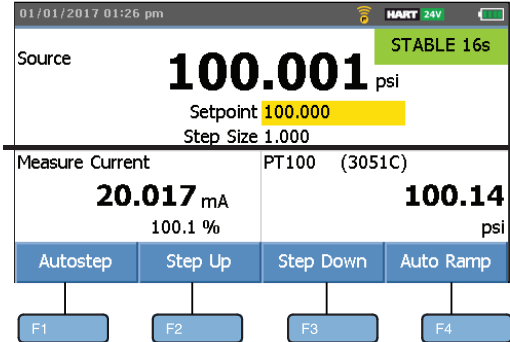 01/01/2017 01:26 pm HART 24V
STABLE 16s
Source
100.001 psi
Setpoint 100.000
Step Size 1.000
Measure Current
20.017 mA
100.1 %
PT100 (3051C)
100.14
psi
Autostep Step Up Step Down Auto Ramp
F1 F2 F3 F4